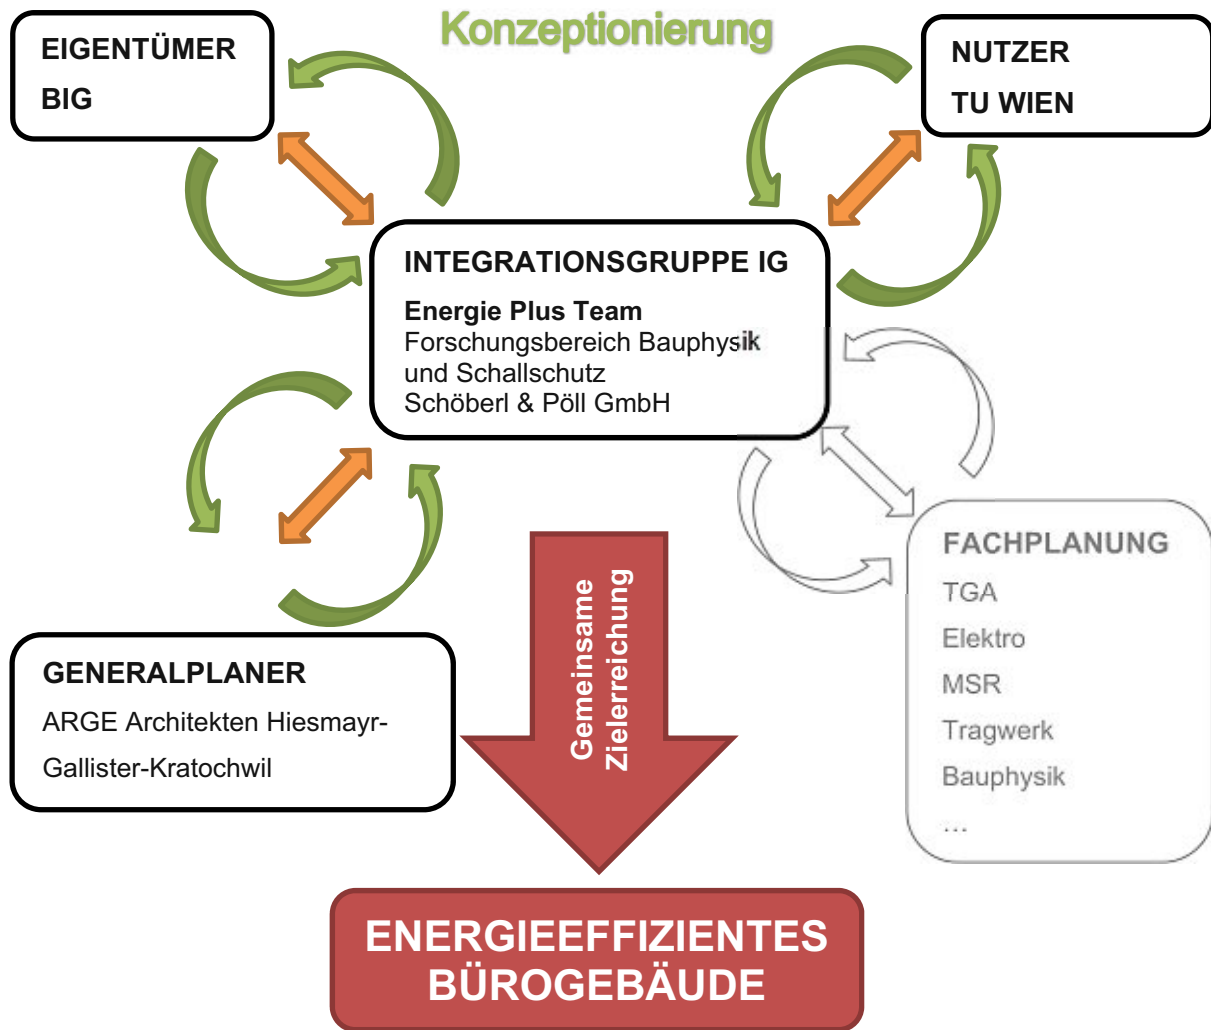 Konzeptionierung
EIGENTÜMER
BIG
NUTZER
TU WIEN
INTEGRATIONSGRUPPE IG
Energie Plus Team
Forschungsbereich Bauphysik
und Schallschutz
Schöberl & Pöll GmbH
GENERALPLANER
ARGE Architekten Hiesmayr-
Gallister-Kratochwil
Gemeinsame
Zielerreichung
FACHPLANUNG
TGA
Elektro
MSR
Tragwerk
Bauphysik
…
ENERGIEEFFIZIENTES
BÜROGEBÄUDE